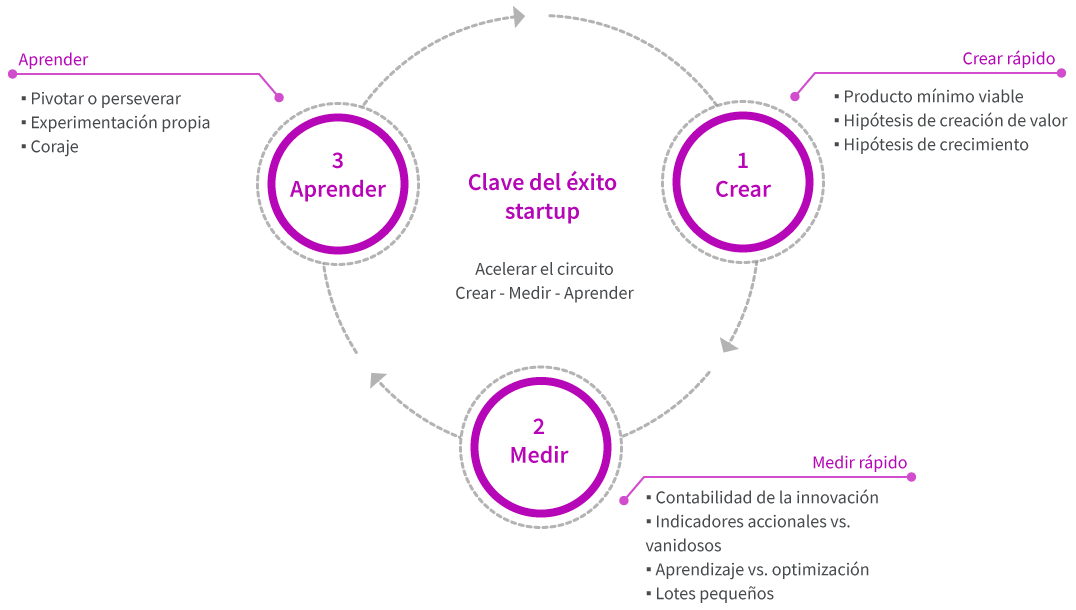 Aprender
▪ Pivotar o perseverar
▪ Experimentación propia
▪ Coraje
3
Aprender
Clave del éxito
startup
Acelerar el circuito
Crear - Medir - Aprender
Crear rápido
▪ Producto mínimo viable
▪ Hipótesis de creación de valor
▪ Hipótesis de crecimiento
1
Crear
2
Medir
Medir rápido
▪ Contabilidad de la innovación
▪ Indicadores accionales vs.
vanidosos
▪ Aprendizaje vs. optimización
▪ Lotes pequeños